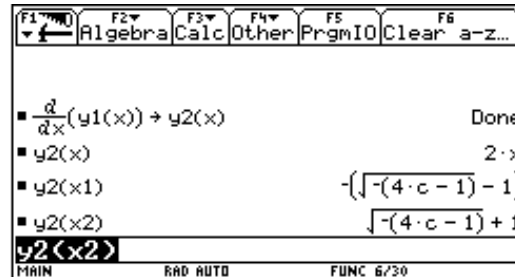 F1 F2 F3 F4 F5 F6
Algebra Calc Other PrgmIO Clear a-z...
d/dx(y1(x)) → y2(x) Done
y2(x) 2·x
y2(x1) -(√-(4·c - 1) - 1)
y2(x2) √-(4·c - 1) + 1
y2(x2)
MAIN RAD AUTO FUNC 6/30